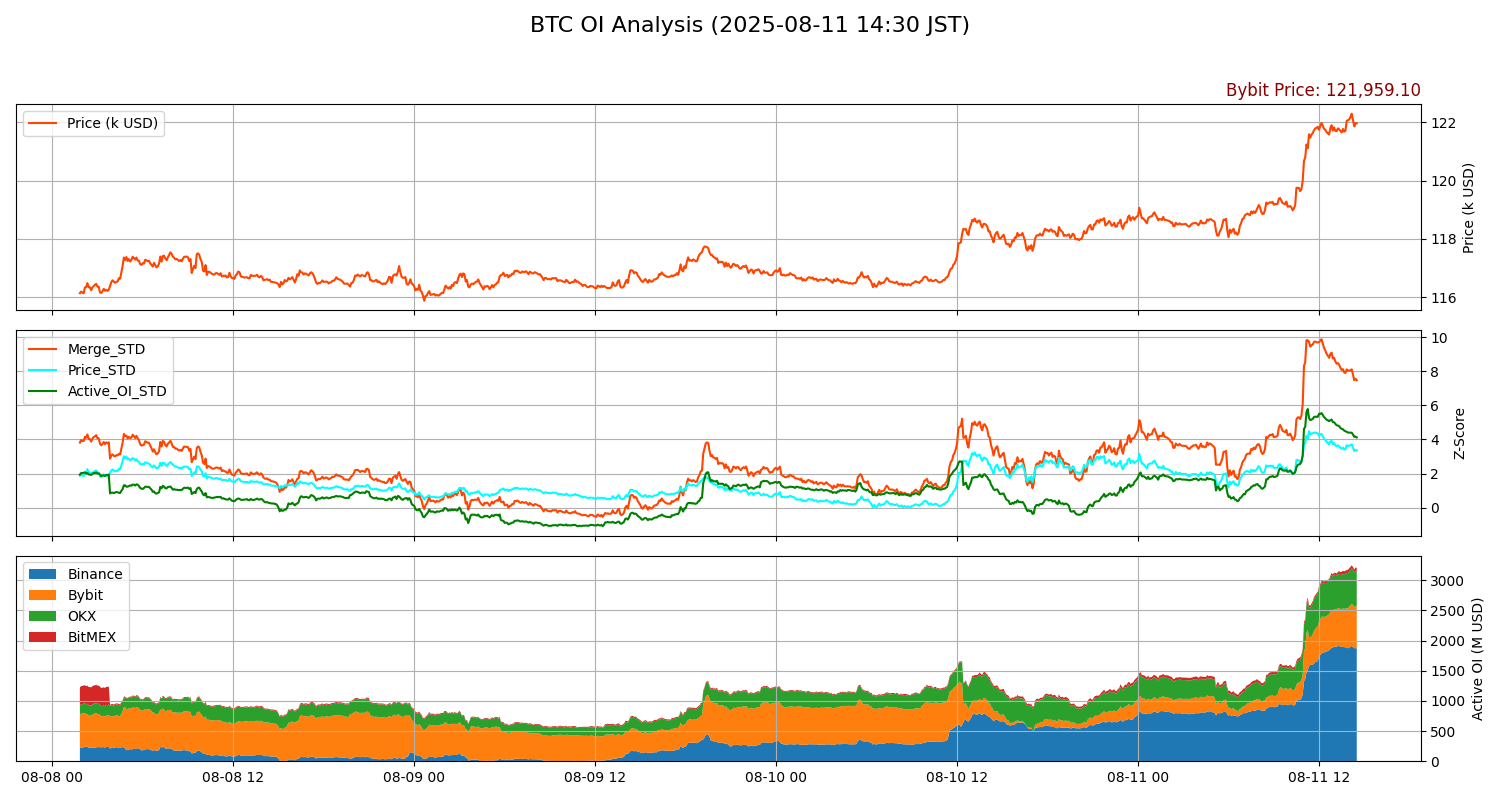 BTC OI Analysis (2025-08-11 14:30 JST)
Bybit Price: 121,959.10
Price (k USD)
122
120
118
116
Price (k USD)
Merge_STD
Price_STD
Active_OI_STD
10
8
6
4
2
0
Z-Score
Binance
Bybit
OKX
BitMEX
3000
2500
2000
1500
1000
500
0
Active OI (M USD)
08-08 00
08-08 12
08-09 00
08-09 12
08-10 00
08-10 12
08-11 00
08-11 12